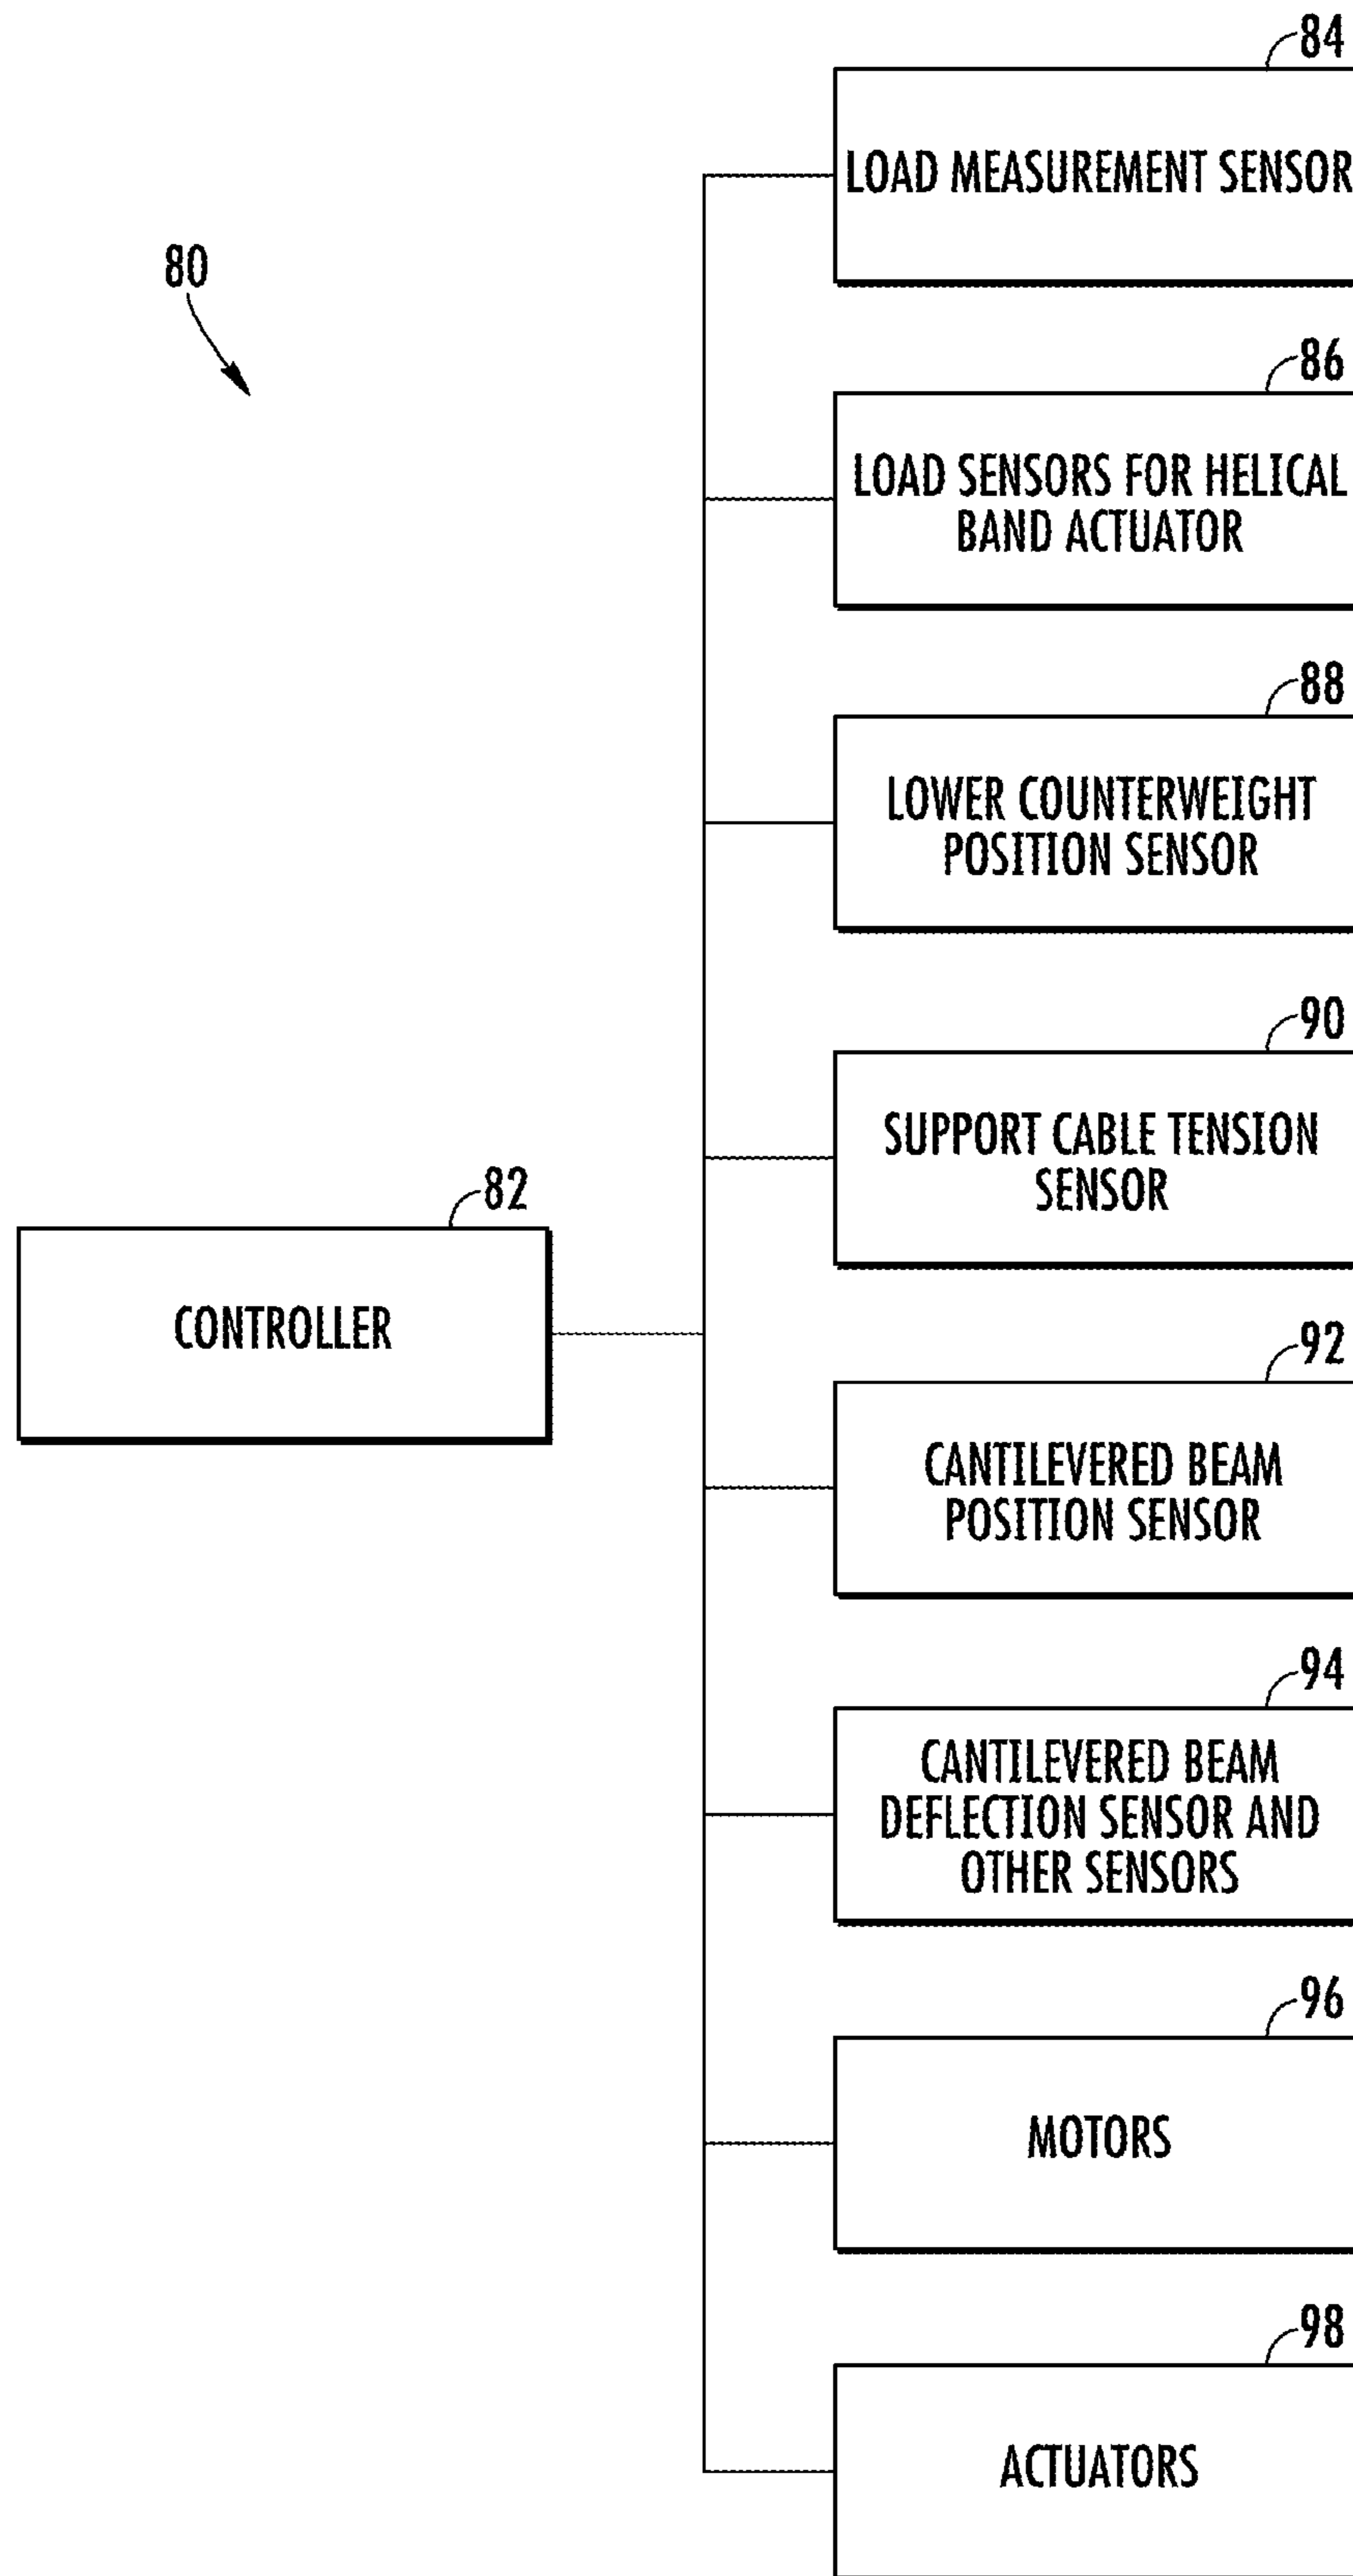 84
LOAD MEASUREMENT SENSOR
80
86
LOAD SENSORS FOR HELICAL
BAND ACTUATOR
88
LOWER COUNTERWEIGHT
POSITION SENSOR
90
SUPPORT CABLE TENSION
SENSOR
82
CONTROLLER
92
CANTILEVERED BEAM
POSITION SENSOR
94
CANTILEVERED BEAM
DEFLECTION SENSOR AND
OTHER SENSORS
96
MOTORS
98
ACTUATORS